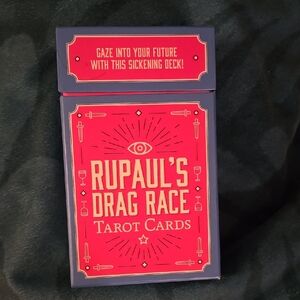 GAZE INTO YOUR FUTURE
WITH THIS SICKENING DECK!
RUPAUL'S
DRAG RACE
TAROT CARDS